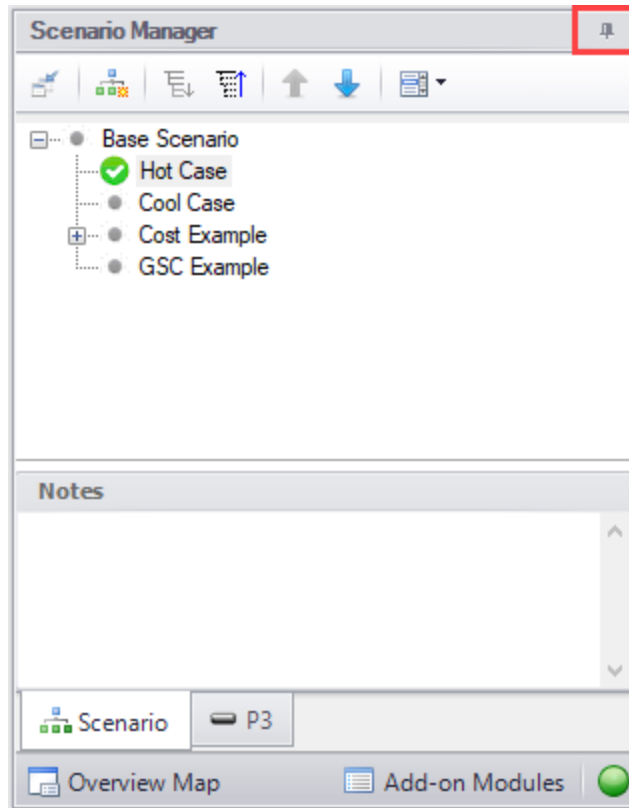 Scenario Manager
Base Scenario
Hot Case
Cool Case
Cost Example
GSC Example
Notes
Scenario P3
Overview Map Add-on Modules